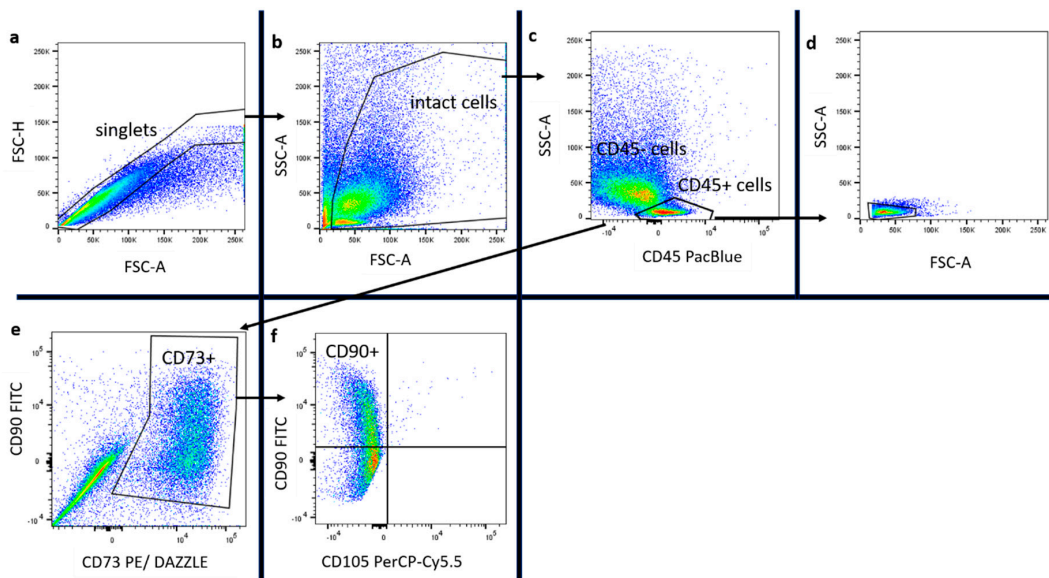 a
250K
200K
150K
100K
50K
0
FSC-H
singlets
0 50K 100K 150K 200K 250K
FSC-A
b
250K
200K
150K
100K
50K
0
SSC-A
intact cells
0 50K 100K 150K 200K 250K
FSC-A
c
250K
200K
150K
100K
50K
0
SSC-A
CD45- cells
CD45+ cells
-10⁴ 0 10⁴ 10⁵
CD45 PacBlue
d
250K
200K
150K
100K
50K
0
SSC-A
0 50K 100K 150K 200K 250K
FSC-A
e
10⁵
10⁴
0
-10⁴
CD90 FITC
CD73+
-10⁴ 0 10⁴ 10⁵
CD73 PE/ DAZZLE
f
10⁵
10⁴
0
-10⁴
CD90 FITC
CD90+
-10⁴ 0 10⁴ 10⁵
CD105 PerCP-Cy5.5